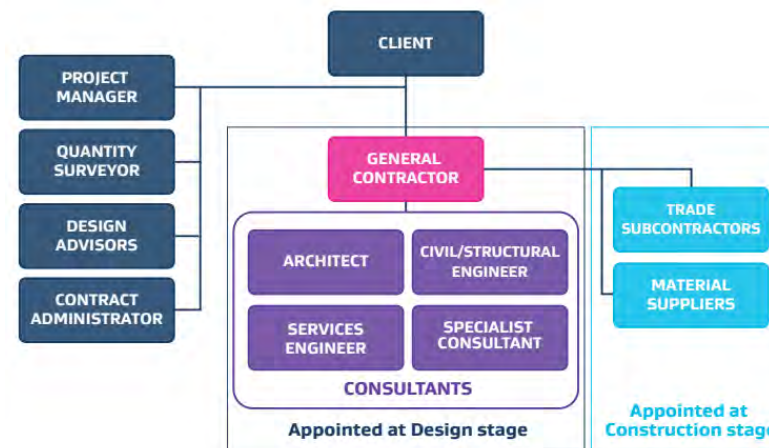 CLIENT
PROJECT
MANAGER
QUANTITY
SURVEYOR
DESIGN
ADVISORS
CONTRACT
ADMINISTRATOR
GENERAL
CONTRACTOR
ARCHITECT
CIVIL/STRUCTURAL
ENGINEER
SERVICES
ENGINEER
SPECIALIST
CONSULTANT
CONSULTANTS
Appointed at Design stage
TRADE
SUBCONTRACTORS
MATERIAL
SUPPLIERS
Appointed at
Construction stage